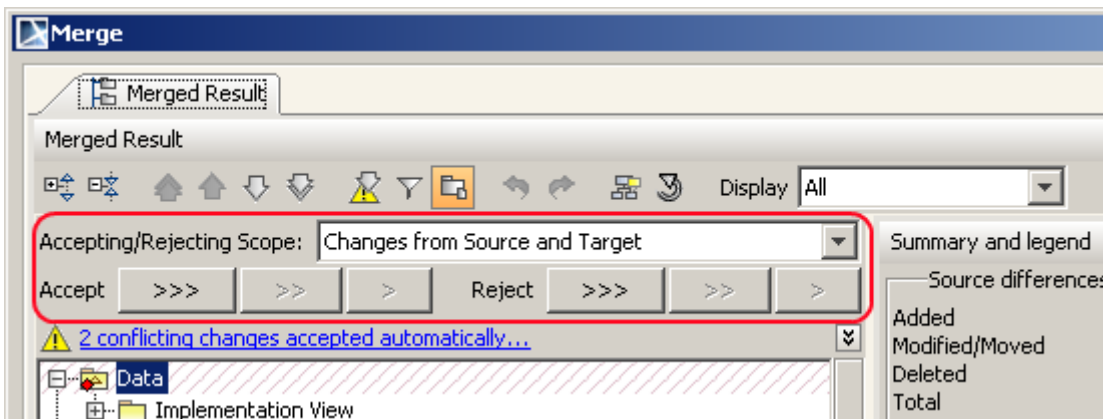 Merge
Merged Result
Merged Result
Display All
Accepting/Rejecting Scope: Changes from Source and Target
Accept >>> >> > Reject >>> >> >
2 conflicting changes accepted automatically...
Data
Implementation View
Summary and legend
Source differences
Added
Modified/Moved
Deleted
Total